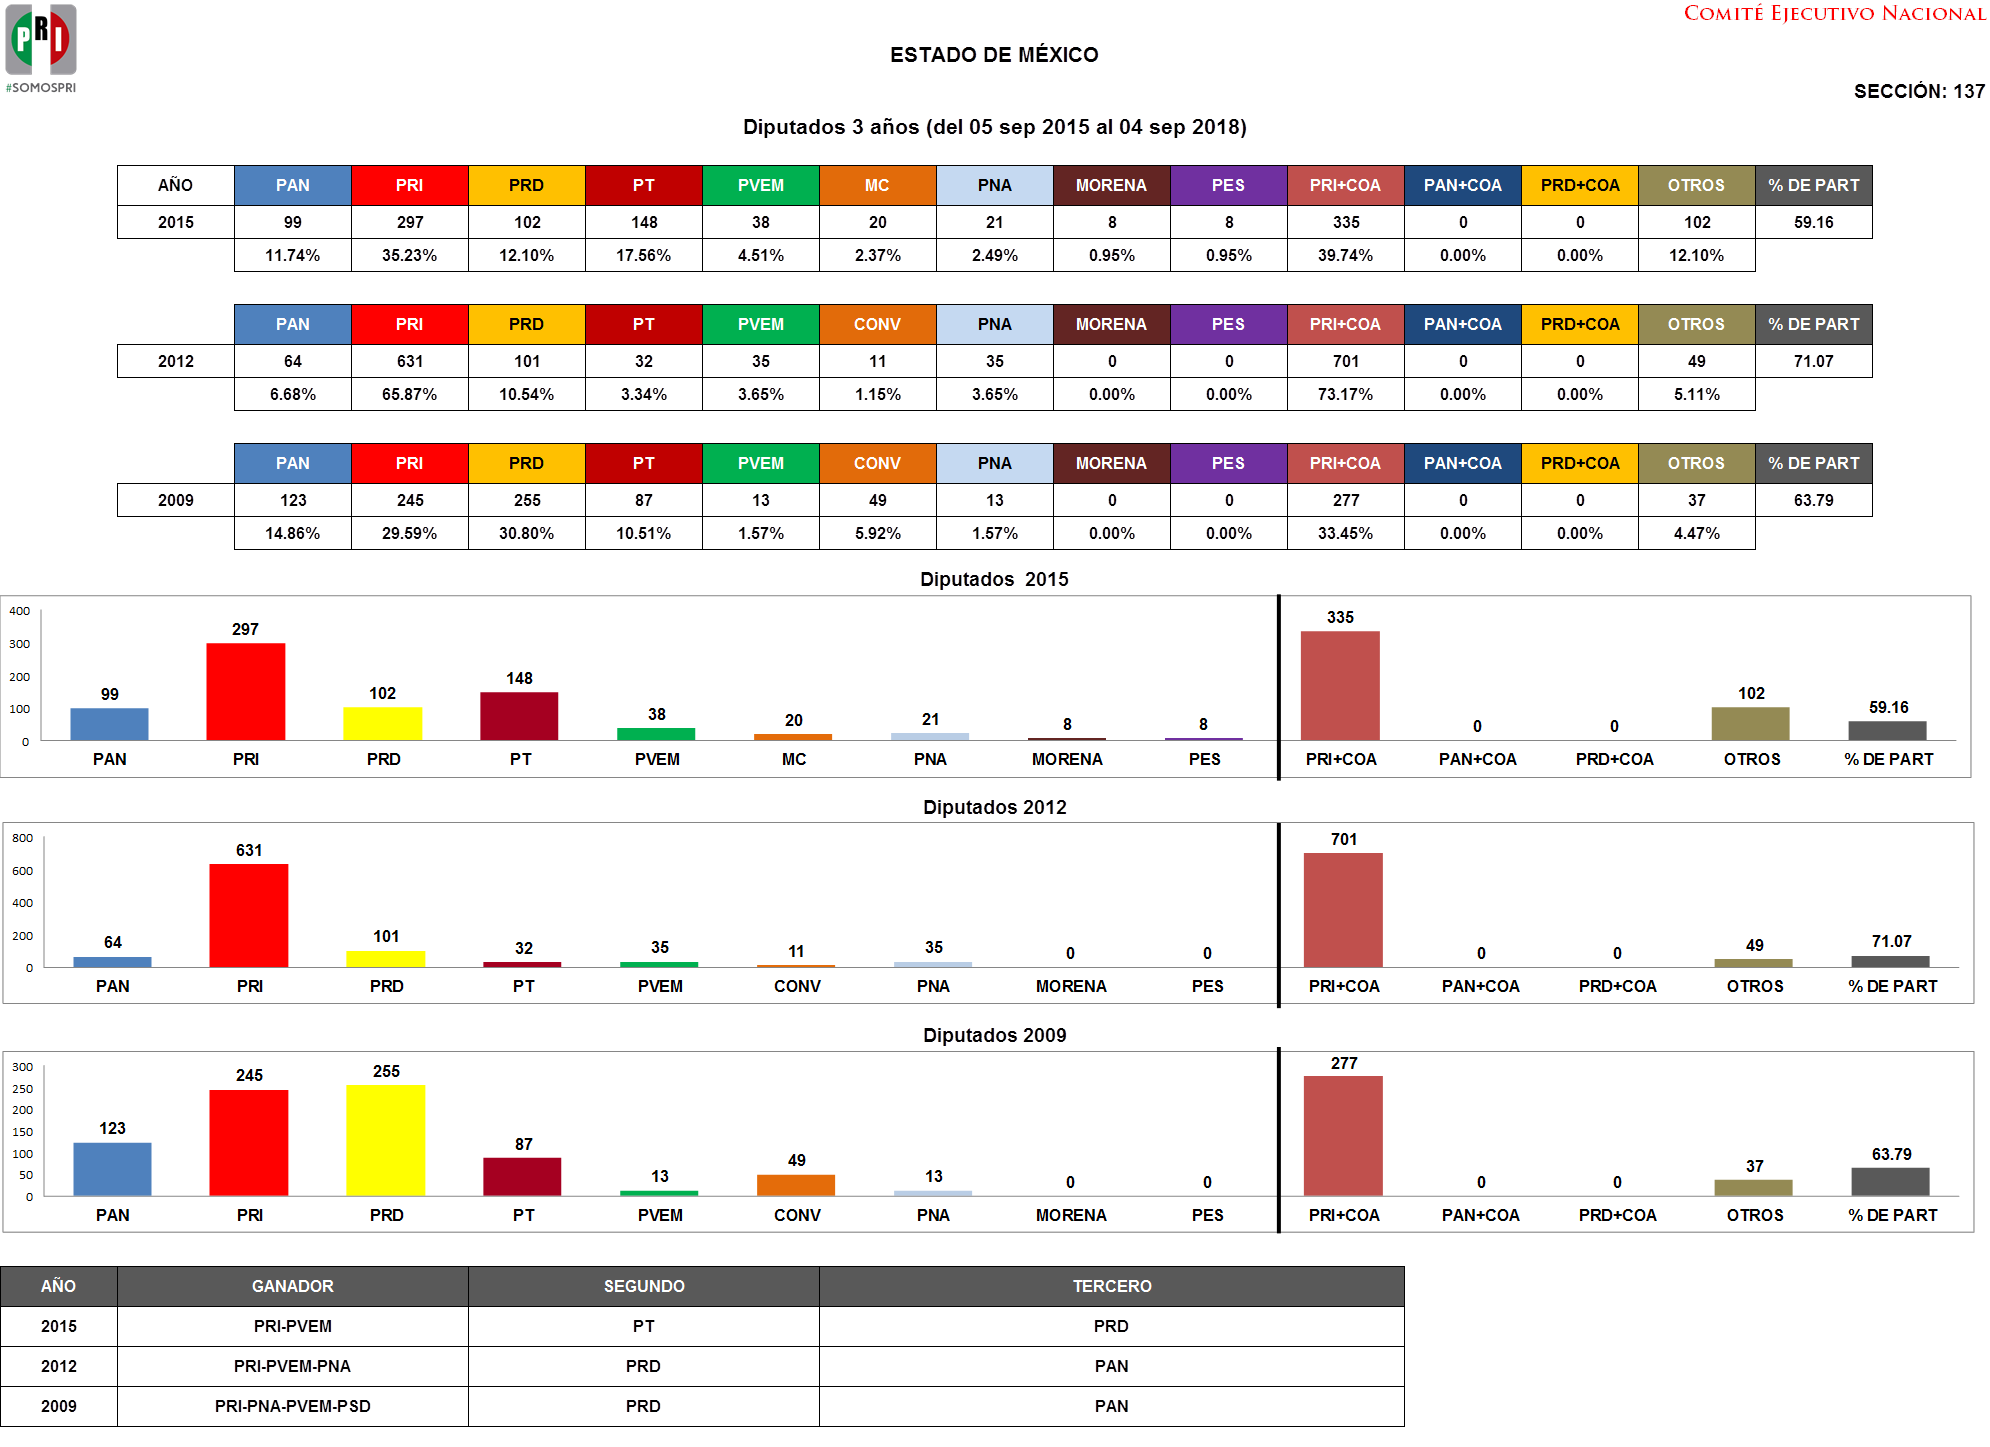 PRI
#SOMOSPRI
COMITÉ EJECUTIVO NACIONAL
ESTADO DE MÉXICO
SECCIÓN: 137
Diputados 3 años (del 05 sep 2015 al 04 sep 2018)
AÑO PAN PRI PRD PT PVEM MC PNA MORENA PES PRI+COA PAN+COA PRD+COA OTROS % DE PART
2015 99 297 102 148 38 20 21 8 8 335 0 0 102 59.16
11.74% 35.23% 12.10% 17.56% 4.51% 2.37% 2.49% 0.95% 0.95% 39.74% 0.00% 0.00% 12.10%
PAN PRI PRD PT PVEM CONV PNA MORENA PES PRI+COA PAN+COA PRD+COA OTROS % DE PART
2012 64 631 101 32 35 11 35 0 0 701 0 0 49 71.07
6.68% 65.87% 10.54% 3.34% 3.65% 1.15% 3.65% 0.00% 0.00% 73.17% 0.00% 0.00% 5.11%
PAN PRI PRD PT PVEM CONV PNA MORENA PES PRI+COA PAN+COA PRD+COA OTROS % DE PART
2009 123 245 255 87 13 49 13 0 0 277 0 0 37 63.79
14.86% 29.59% 30.80% 10.51% 1.57% 5.92% 1.57% 0.00% 0.00% 33.45% 0.00% 0.00% 4.47%
Diputados 2015
400
300
200
100
0
99 297 102 148 38 20 21 8 8 335 0 0 102 59.16
PAN PRI PRD PT PVEM MC PNA MORENA PES PRI+COA PAN+COA PRD+COA OTROS % DE PART
Diputados 2012
800
600
400
200
0
64 631 101 32 35 11 35 0 0 701 0 0 49 71.07
PAN PRI PRD PT PVEM CONV PNA MORENA PES PRI+COA PAN+COA PRD+COA OTROS % DE PART
Diputados 2009
300
250
200
150
100
50
0
123 245 255 87 13 49 13 0 0 277 0 0 37 63.79
PAN PRI PRD PT PVEM CONV PNA MORENA PES PRI+COA PAN+COA PRD+COA OTROS % DE PART
AÑO GANADOR SEGUNDO TERCERO
2015 PRI-PVEM PT PRD
2012 PRI-PVEM-PNA PRD PAN
2009 PRI-PNA-PVEM-PSD PRD PAN